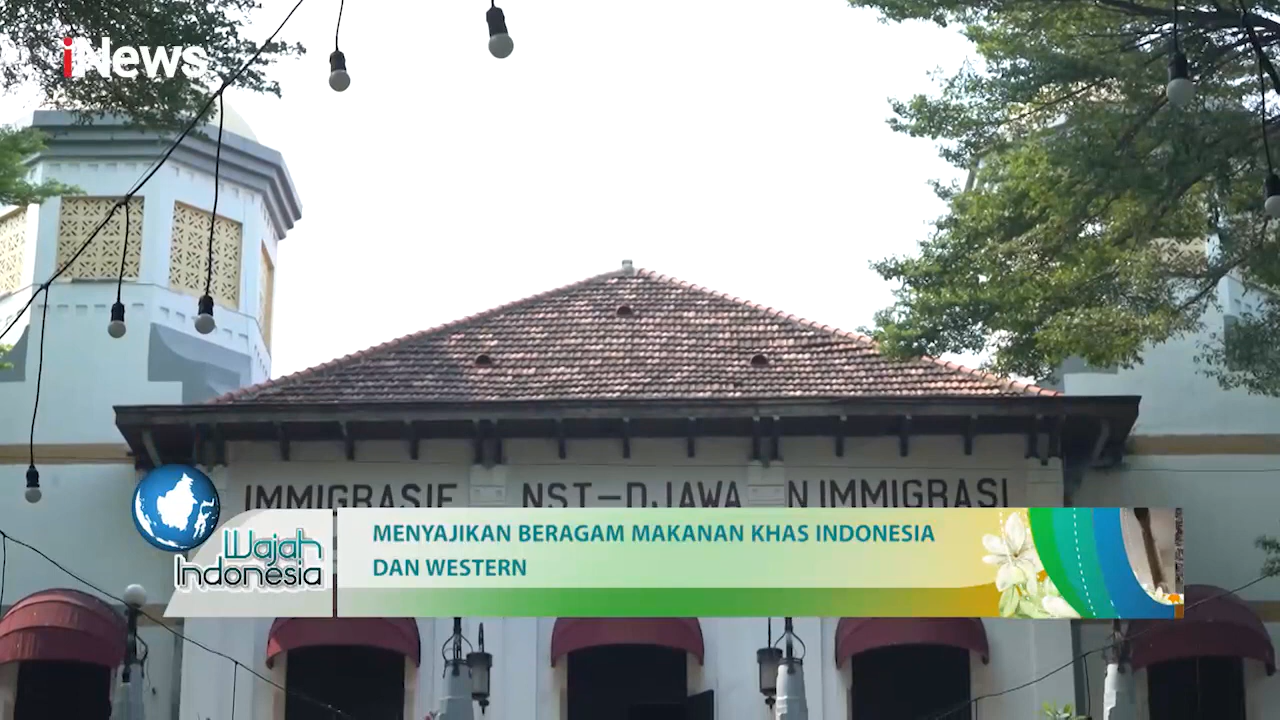 iNews
IMMIGRASIE NST-DJAWA N IMMIGRASI
Wajah
Indonesia
MENYAJIKAN BERAGAM MAKANAN KHAS INDONESIA
DAN WESTERN